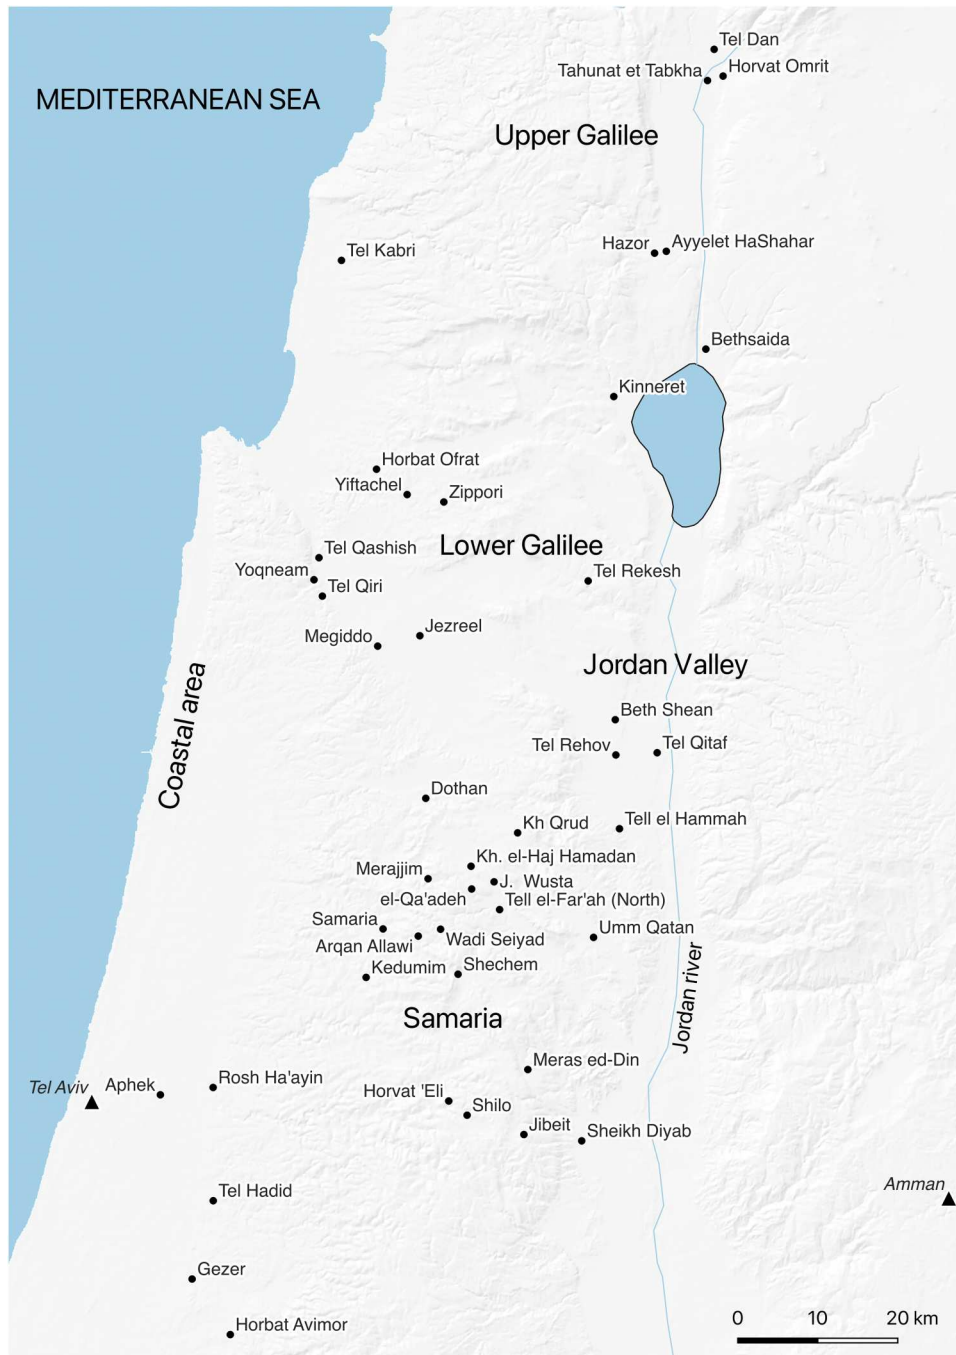 Tel Dan
Tahunat et Tabkha
Horvat Omrit
MEDITERRANEAN SEA
Upper Galilee
Hazor
Ayyelet HaShahar
Tel Kabri
Bethsaida
Kinneret
Horbat Ofrat
Yiftachel
Zippori
Tel Qashish
Lower Galilee
Yoqneam
Tel Rekesh
Tel Qiri
Jezreel
Megiddo
Jordan Valley
Coastal area
Beth Shean
Tel Rehov
Tel Qitaf
Dothan
Kh Qrud
Tell el Hammah
Kh. el-Haj Hamadan
Merajjim
J. Wusta
el-Qa'adeh
Tell el-Far'ah (North)
Samaria
Umm Qatan
Arqan Allawi
Wadi Seiyad
Kedumim
Shechem
Jordan river
Samaria
Meras ed-Din
Tel Aviv
Aphek
Rosh Ha'ayin
Horvat 'Eli
Shilo
Jibeit
Sheikh Diyab
Tel Hadid
Amman
Gezer
Horbat Avimor
0 10 20 km